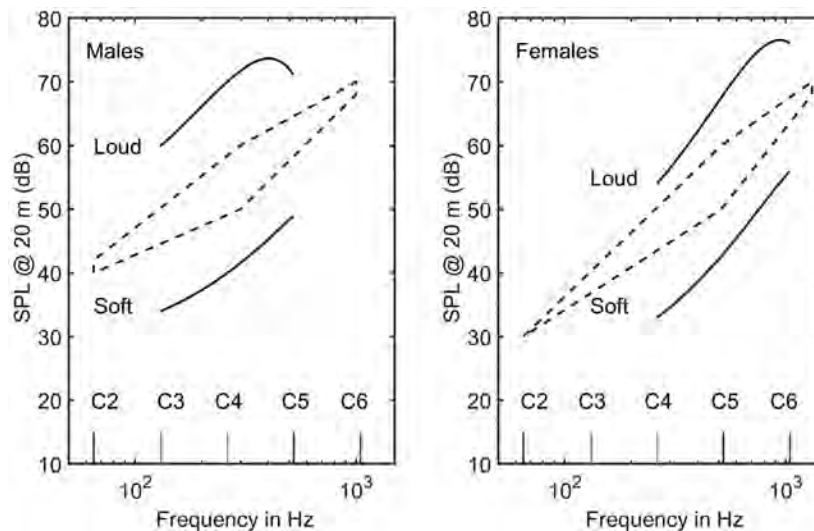 80
70
60
50
40
30
20
10
SPL @ 20 m (dB)
Males
Loud
Soft
C2 C3 C4 C5 C6
10² 10³
Frequency in Hz
80
70
60
50
40
30
20
10
SPL @ 20 m (dB)
Females
Loud
Soft
C2 C3 C4 C5 C6
10² 10³
Frequency in Hz